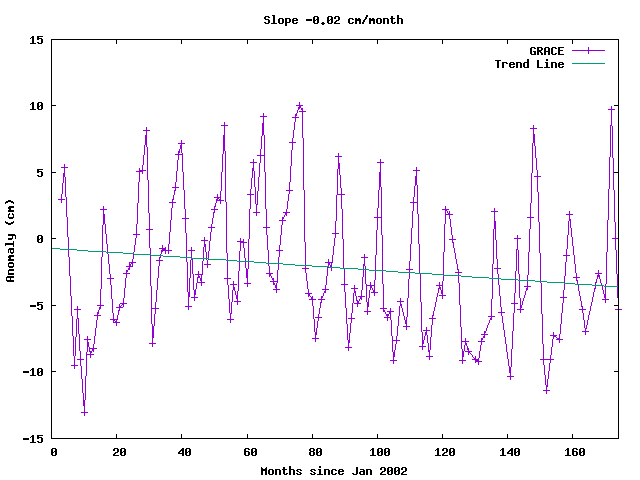 Slope -0.02 cm/month
GRACE
Trend Line
Anomaly (cm)
15
10
5
0
-5
-10
-15
0 20 40 60 80 100 120 140 160
Months since Jan 2002